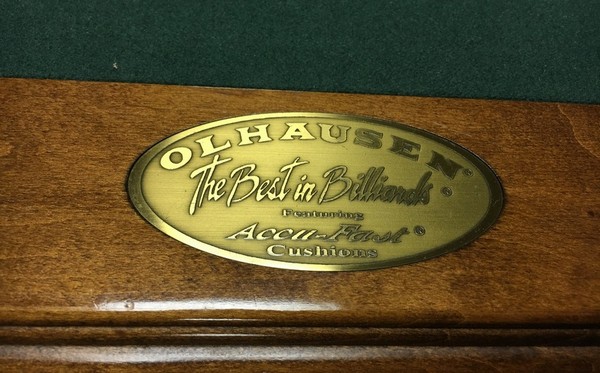 OLHAUSEN®
The Best in Billiards®
Featuring
Accu-Fast®
Cushions